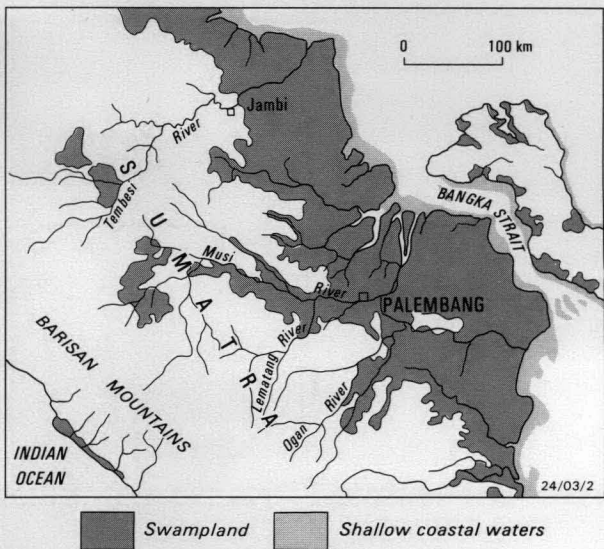 0 100 km
Jambi
River
Tembesi
SUMATRA
BANGKA STRAIT
Musi River
PALEMBANG
Lematang River
Ogan River
BARISAN MOUNTAINS
INDIAN
OCEAN
24/03/2
Swampland Shallow coastal waters